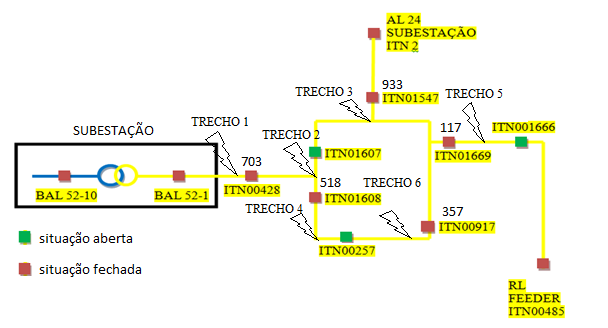 AL 24
SUBESTAÇÃO
ITN 2
933
ITN01547
TRECHO 3
TRECHO 5
TRECHO 1
ITN001666
SUBESTAÇÃO
TRECHO 2
117
ITN01607
ITN01669
703
BAL 52-10
BAL 52-1
ITN00428
518
TRECHO 6
ITN01608
TRECHO 4
357
ITN00917
situação aberta
ITN00257
situação fechada
RL
FEEDER
ITN00485